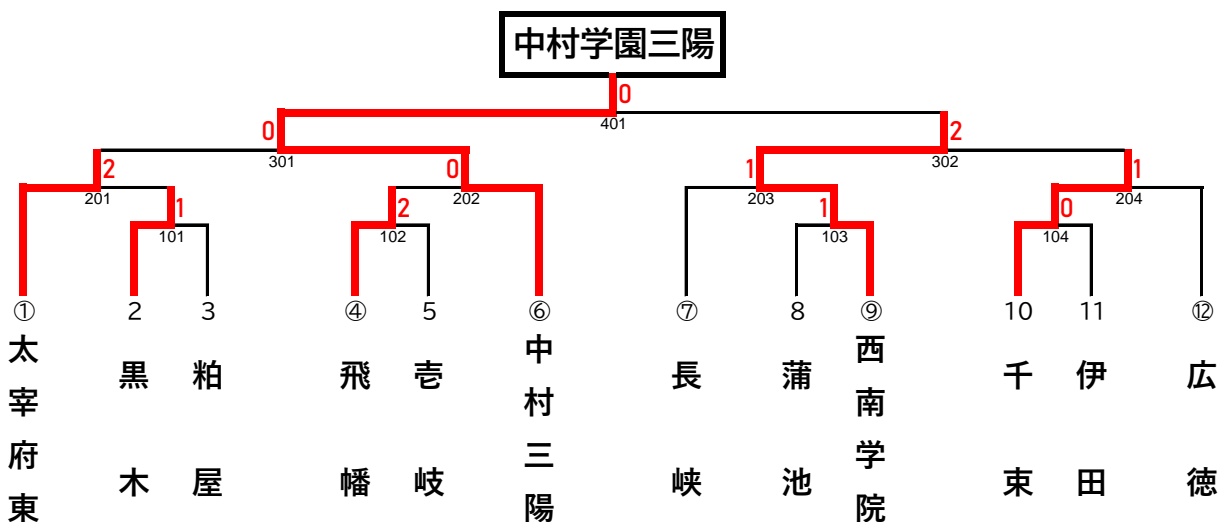 中村学園三陽
0
401
0
2
301
302
2
0
1
1
201
202
203
204
1
2
1
0
101
102
103
104
① 2 3 ④ 5 ⑥ ⑦ 8 ⑨ 10 11 ⑫
太宰府東
黒木
粕屋
飛幡
壱岐
中村三陽
長峡
蒲池
西南学院
千束
伊田
広徳